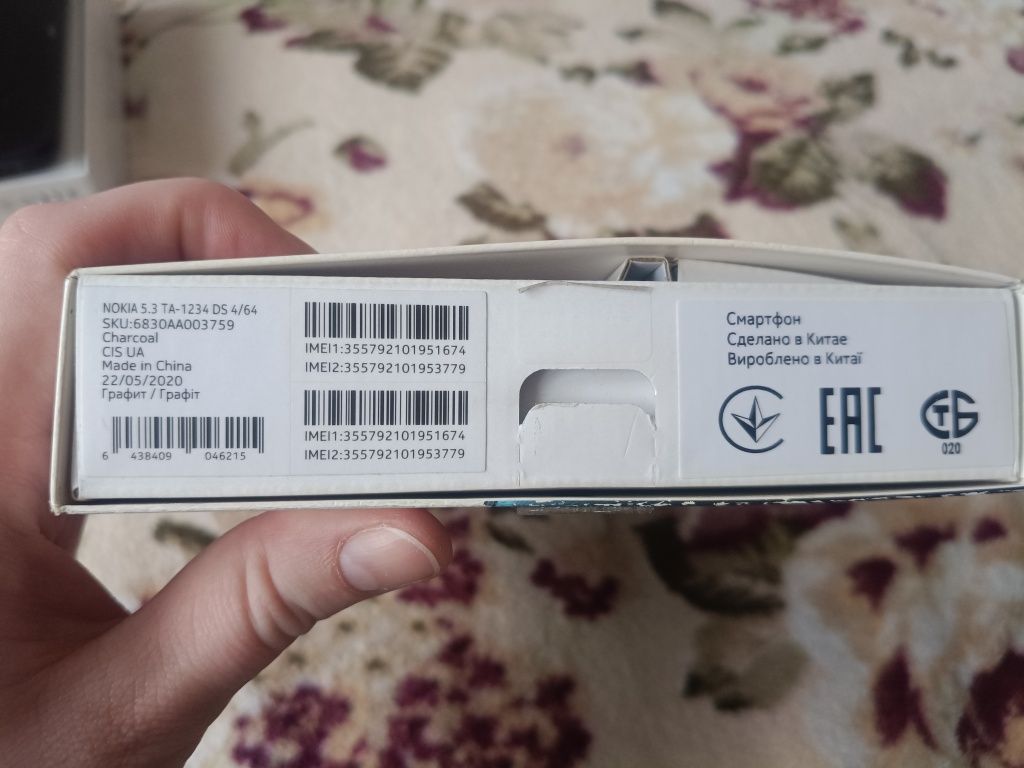 NOKIA 5.3 TA-1234 DS 4/64
SKU:6830AA003759
Charcoal
CIS UA
Made in China
22/05/2020
Графит / Графіт
6 438409 046215
IMEI1:355792101951674
IMEI2:355792101953779
IMEI1:355792101951674
IMEI2:355792101953779
Смартфон
Сделано в Китае
Вироблено в Китаї
EAC
СТБ
020